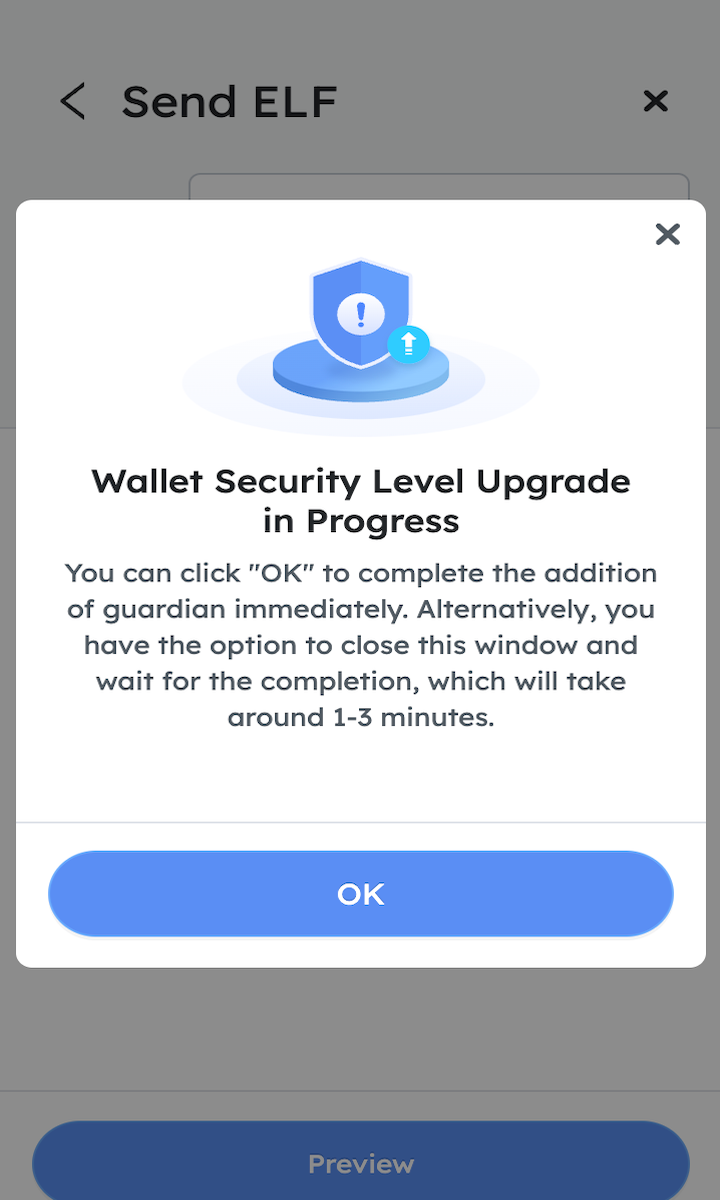 Send ELF
Wallet Security Level Upgrade
in Progress
You can click "OK" to complete the addition
of guardian immediately. Alternatively, you
have the option to close this window and
wait for the completion, which will take
around 1-3 minutes.
OK
Preview